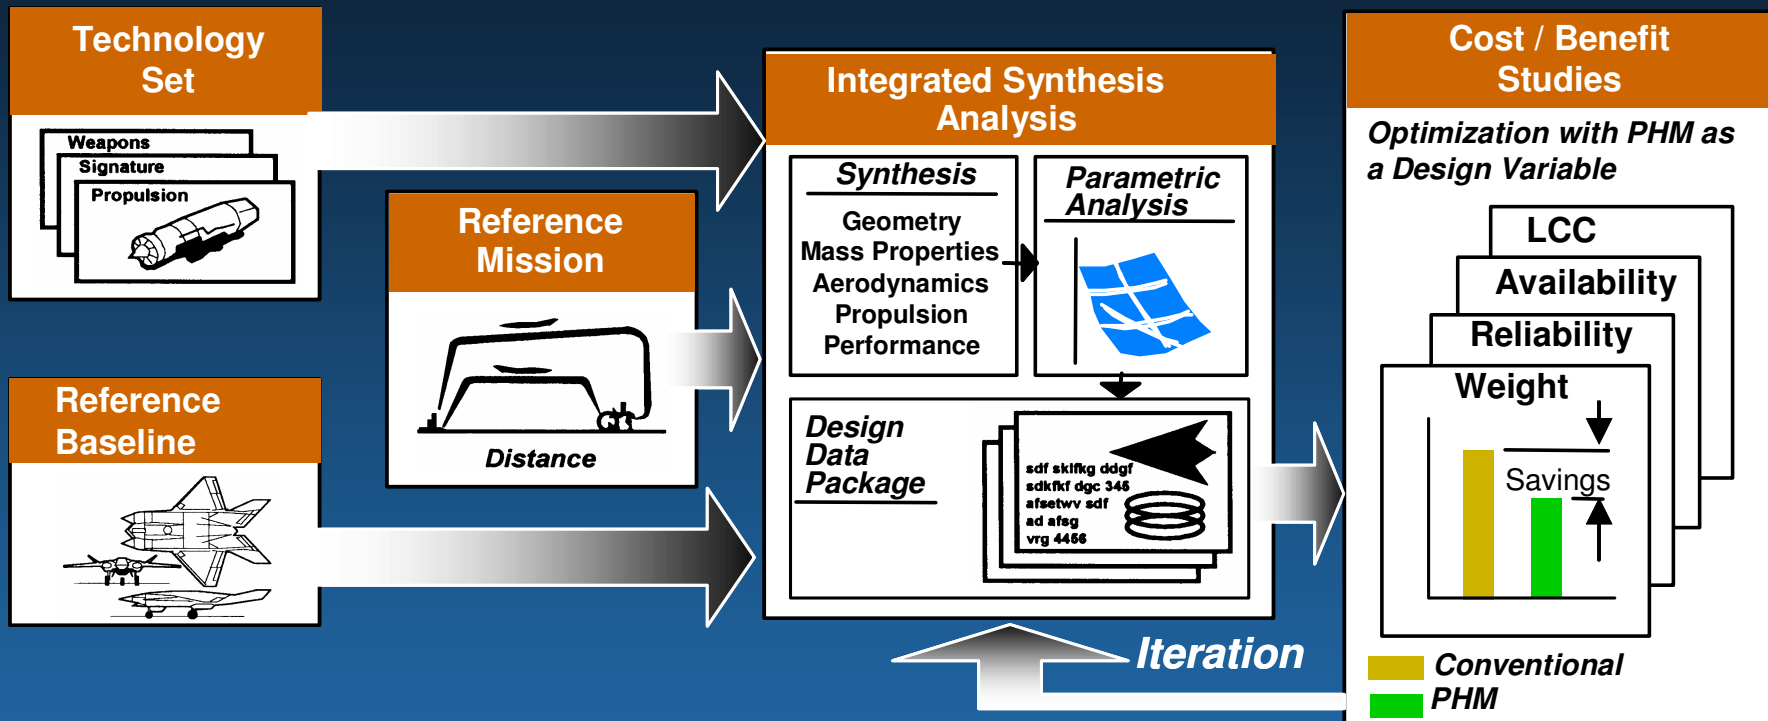 Technology
Set
Weapons
Signature
Propulsion
Reference
Baseline
Reference
Mission
Distance
Integrated Synthesis
Analysis
Synthesis
Geometry
Mass Properties
Aerodynamics
Propulsion
Performance
Parametric
Analysis
Design
Data
Package
sdf sklfkg ddgf
sdkfkf dgc 345
afsetwv sdf
ad afsg
vrg 4456
Iteration
Cost / Benefit
Studies
Optimization with PHM as
a Design Variable
LCC
Availability
Reliability
Weight
Savings
Conventional
PHM